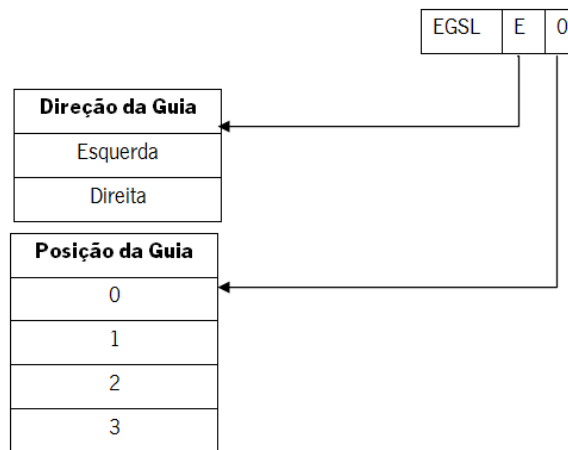 EGSL E 0
Direção da Guia
Esquerda
Direita
Posição da Guia
0
1
2
3